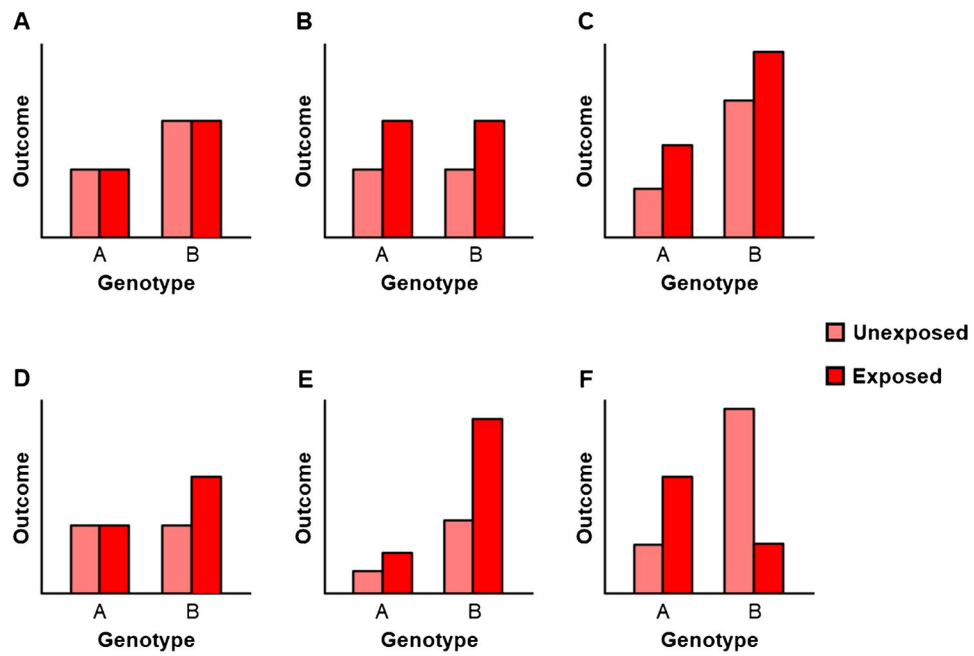 A
Outcome
A B
Genotype
B
Outcome
A B
Genotype
C
Outcome
A B
Genotype
Unexposed
Exposed
D
Outcome
A B
Genotype
E
Outcome
A B
Genotype
F
Outcome
A B
Genotype